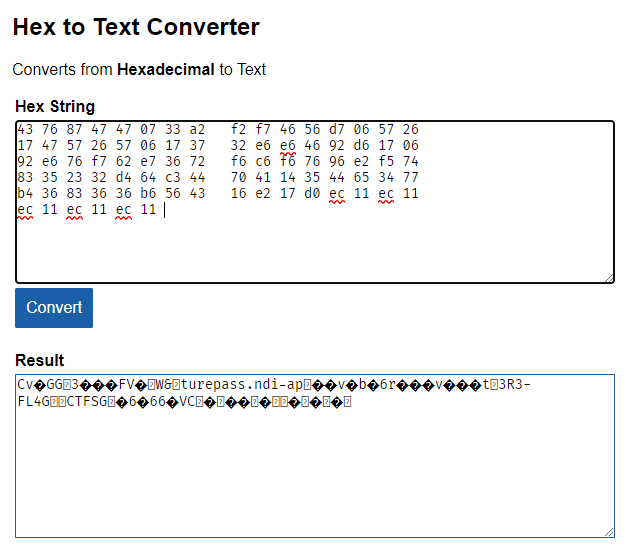 Hex to Text Converter
Converts from Hexadecimal to Text
Hex String
43 76 87 47 47 07 33 a2 f2 f7 46 56 d7 06 57 26
17 47 57 26 57 06 17 37 32 e6 e6 46 92 d6 17 06
92 e6 76 f7 62 e7 36 72 f6 c6 f6 76 96 e2 f5 74
83 35 23 32 d4 64 c3 44 70 41 14 35 44 65 34 77
b4 36 83 36 36 b6 56 43 16 e2 17 d0 ec 11 ec 11
ec 11 ec 11 ec 11
Convert
Result
Cv�GG�3���FV��W&�turepass.ndi-ap���v�b�6r���v���t�3R3-
FL4G��CTFSG��6�66�VC��������������